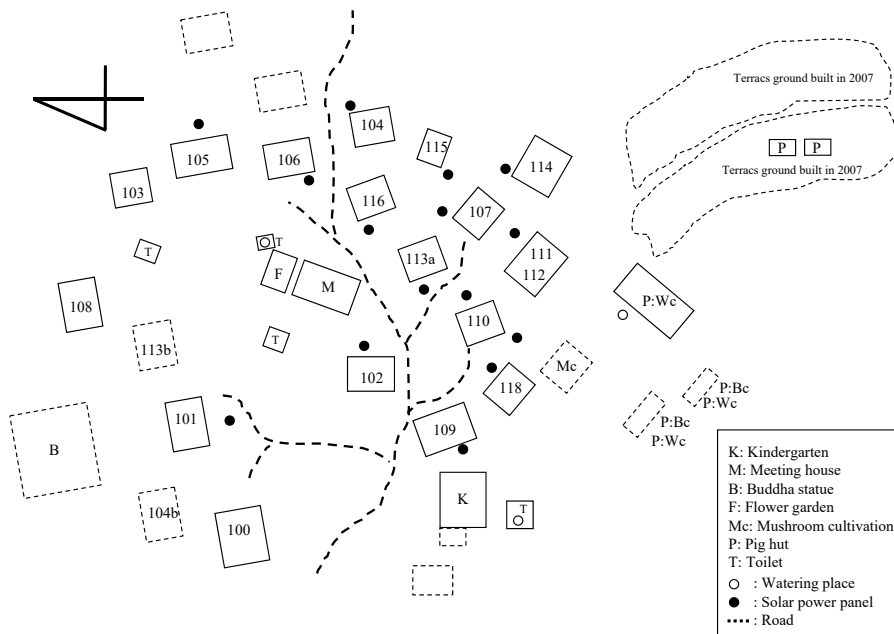 Terracs ground built in 2007
104
115
P P
105
106
114
Terracs ground built in 2007
103
116
107
T
T
111
112
113a
F
M
P:Wc
108
110
T
113b
Mc
102
118
P:Bc
P:Wc
101
109
P:Bc
P:Wc
B
K
104b
T
100
K: Kindergarten
M: Meeting house
B: Buddha statue
F: Flower garden
Mc: Mushroom cultivation
P: Pig hut
T: Toilet
: Watering place
: Solar power panel
: Road